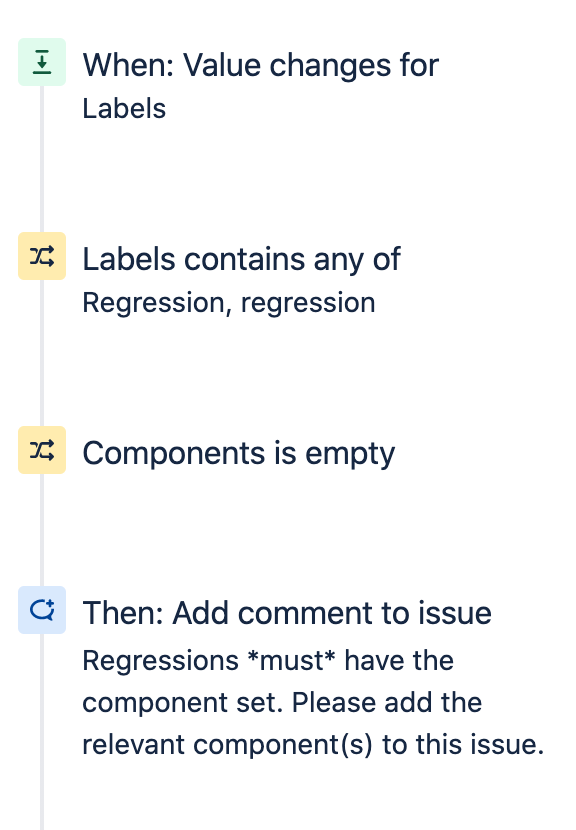 When: Value changes for
Labels
Labels contains any of
Regression, regression
Components is empty
Then: Add comment to issue
Regressions *must* have the
component set. Please add the
relevant component(s) to this issue.